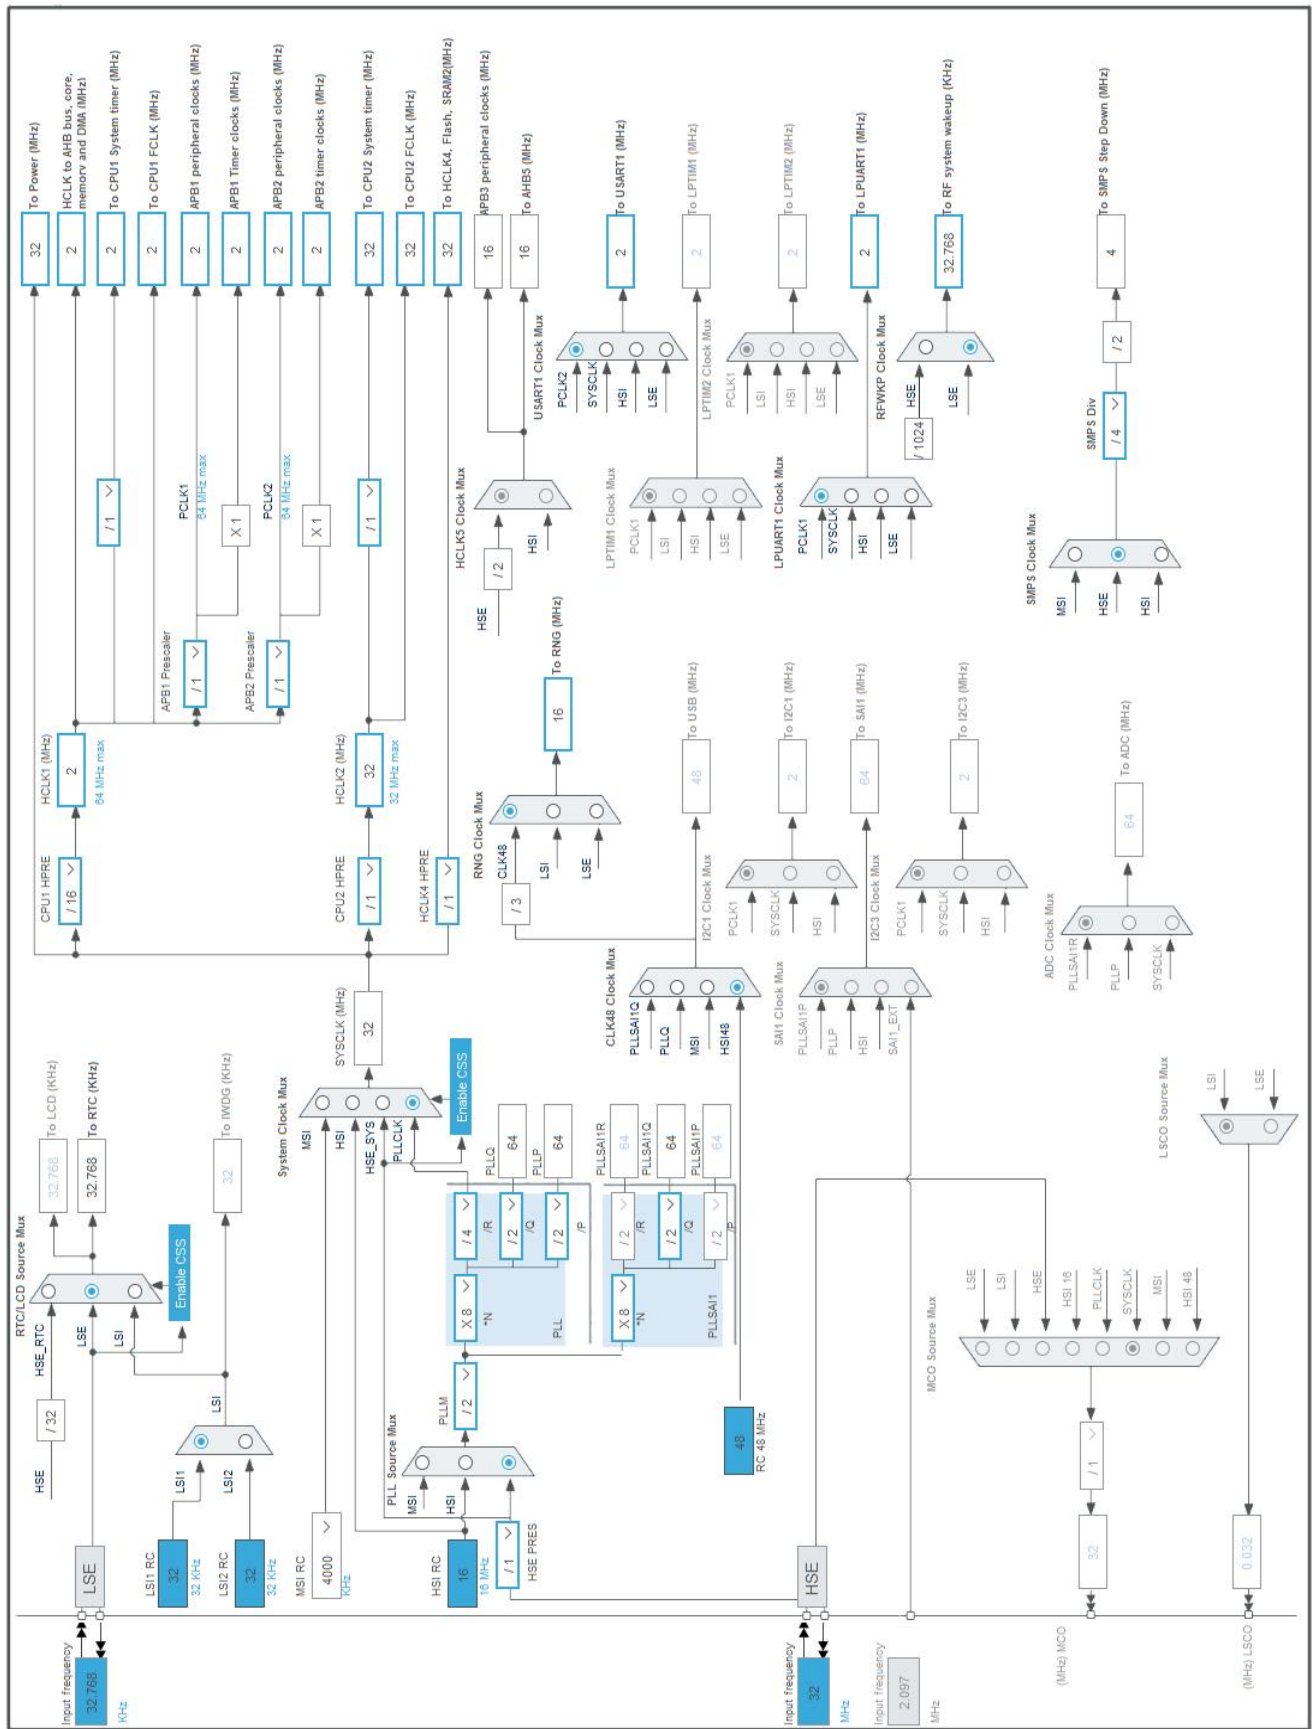 Input frequency
32.768
KHz
LSE
HSE
/ 32
HSE_RTC
LSE
LSI
RTC/LCD Source Mux
Enable CSS
32.768
To LCD (KHz)
32.768
To RTC (KHz)
LSI1 RC
32
32 KHz
LSI1
LSI2 RC
32
32 KHz
LSI2
LSI
32
To IWDG (KHz)
MSI RC
4000
KHz
HSI RC
16
16 MHz
/ 1
HSE PRES
PLL Source Mux
MSI
HSI
PLLM
/ 2
X 8
*N
PLL
/ 4
/R
/ 2
/Q
/ 2
/P
PLLQ
64
PLLP
64
X 8
*N
PLLSAI1
/ 2
/R
/ 2
/Q
/ 2
/P
PLLSAI1R
64
PLLSAI1Q
64
PLLSAI1P
64
System Clock Mux
MSI
HSI
HSE_SYS
PLLCLK
Enable CSS
SYSCLK (MHz)
32
CPU1 HPRE
/ 16
HCLK1 (MHz)
2
64 MHz max
CPU2 HPRE
/ 1
HCLK2 (MHz)
32
32 MHz max
HCLK4 HPRE
/ 1
/ 1
APB1 Prescaler
/ 1
PCLK1
64 MHz max
X 1
APB2 Prescaler
/ 1
PCLK2
64 MHz max
X 1
/ 1
32
To Power (MHz)
2
HCLK to AHB bus, core,
memory and DMA (MHz)
2
To CPU1 System timer (MHz)
2
To CPU1 FCLK (MHz)
2
APB1 peripheral clocks (MHz)
2
APB1 Timer clocks (MHz)
2
APB2 peripheral clocks (MHz)
2
APB2 timer clocks (MHz)
32
To CPU2 System timer (MHz)
32
To CPU2 FCLK (MHz)
32
To HCLK4, Flash, SRAM2(MHz)
HSE
/ 2
HSI
HCLK5 Clock Mux
16
APB3 peripheral clocks (MHz)
16
To AHB5 (MHz)
48
RC 48 MHz
CLK48 Clock Mux
PLLSAI1Q
PLLQ
MSI
HSI48
/ 3
RNG Clock Mux
CLK48
LSI
LSE
16
To RNG (MHz)
48
To USB (MHz)
USART1 Clock Mux
PCLK2
SYSCLK
HSI
LSE
2
To USART1 (MHz)
LPTIM1 Clock Mux
PCLK1
LSI
HSI
LSE
2
To LPTIM1 (MHz)
LPTIM2 Clock Mux
PCLK1
LSI
HSI
LSE
2
To LPTIM2 (MHz)
I2C1 Clock Mux
PCLK1
SYSCLK
HSI
2
To I2C1 (MHz)
SAI1 Clock Mux
PLLSAI1P
PLLP
HSI
SAI1_EXT
64
To SAI1 (MHz)
LPUART1 Clock Mux
PCLK1
SYSCLK
HSI
LSE
2
To LPUART1 (MHz)
I2C3 Clock Mux
PCLK1
SYSCLK
HSI
2
To I2C3 (MHz)
RFWKP Clock Mux
/ 1024
HSE
LSE
32.768
To RF system wakeup (KHz)
ADC Clock Mux
PLLSAI1R
PLLP
SYSCLK
64
To ADC (MHz)
SMPS Clock Mux
MSI
HSE
HSI
SMPS Div
/ 4
/ 2
4
To SMPS Step Down (MHz)
Input frequency
32
MHz
HSE
Input frequency
2.097
MHz
MCO Source Mux
LSE
LSI
HSE
HSI 16
PLLCLK
SYSCLK
MSI
HSI 48
/ 1
32
(MHz) MCO
LSCO Source Mux
LSI
LSE
0.032
(MHz) LSCO